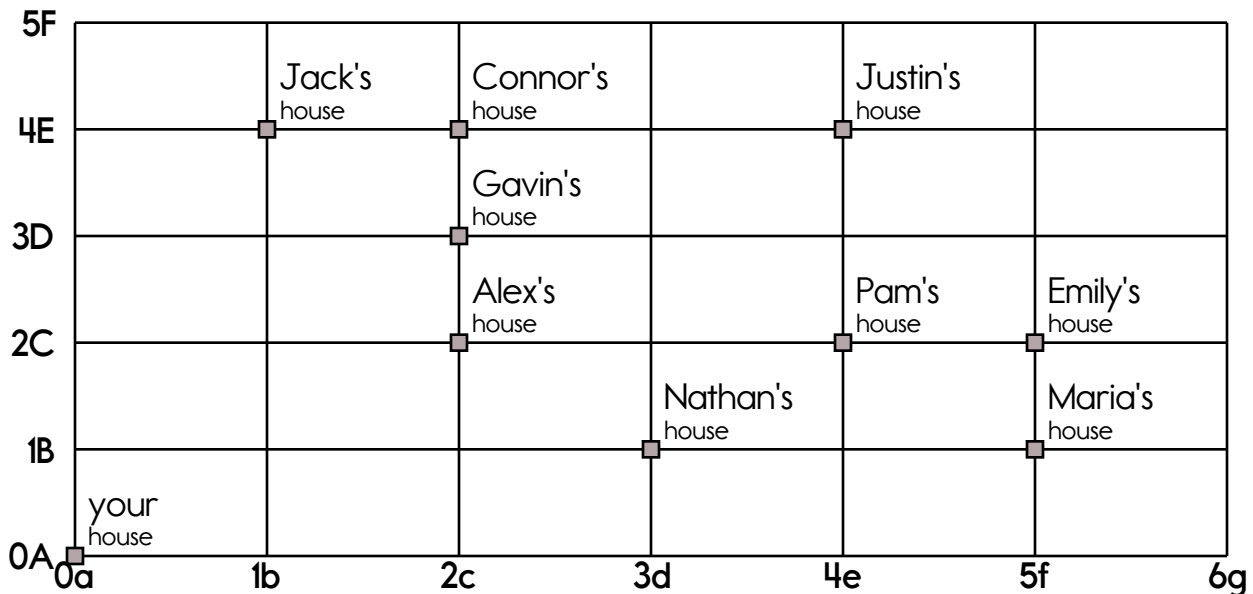 5F
Jack's
house
Connor's
house
Justin's
house
4E
Gavin's
house
3D
Alex's
house
Pam's
house
Emily's
house
2C
Nathan's
house
Maria's
house
1B
your
house
0A
0a 1b 2c 3d 4e 5f 6g